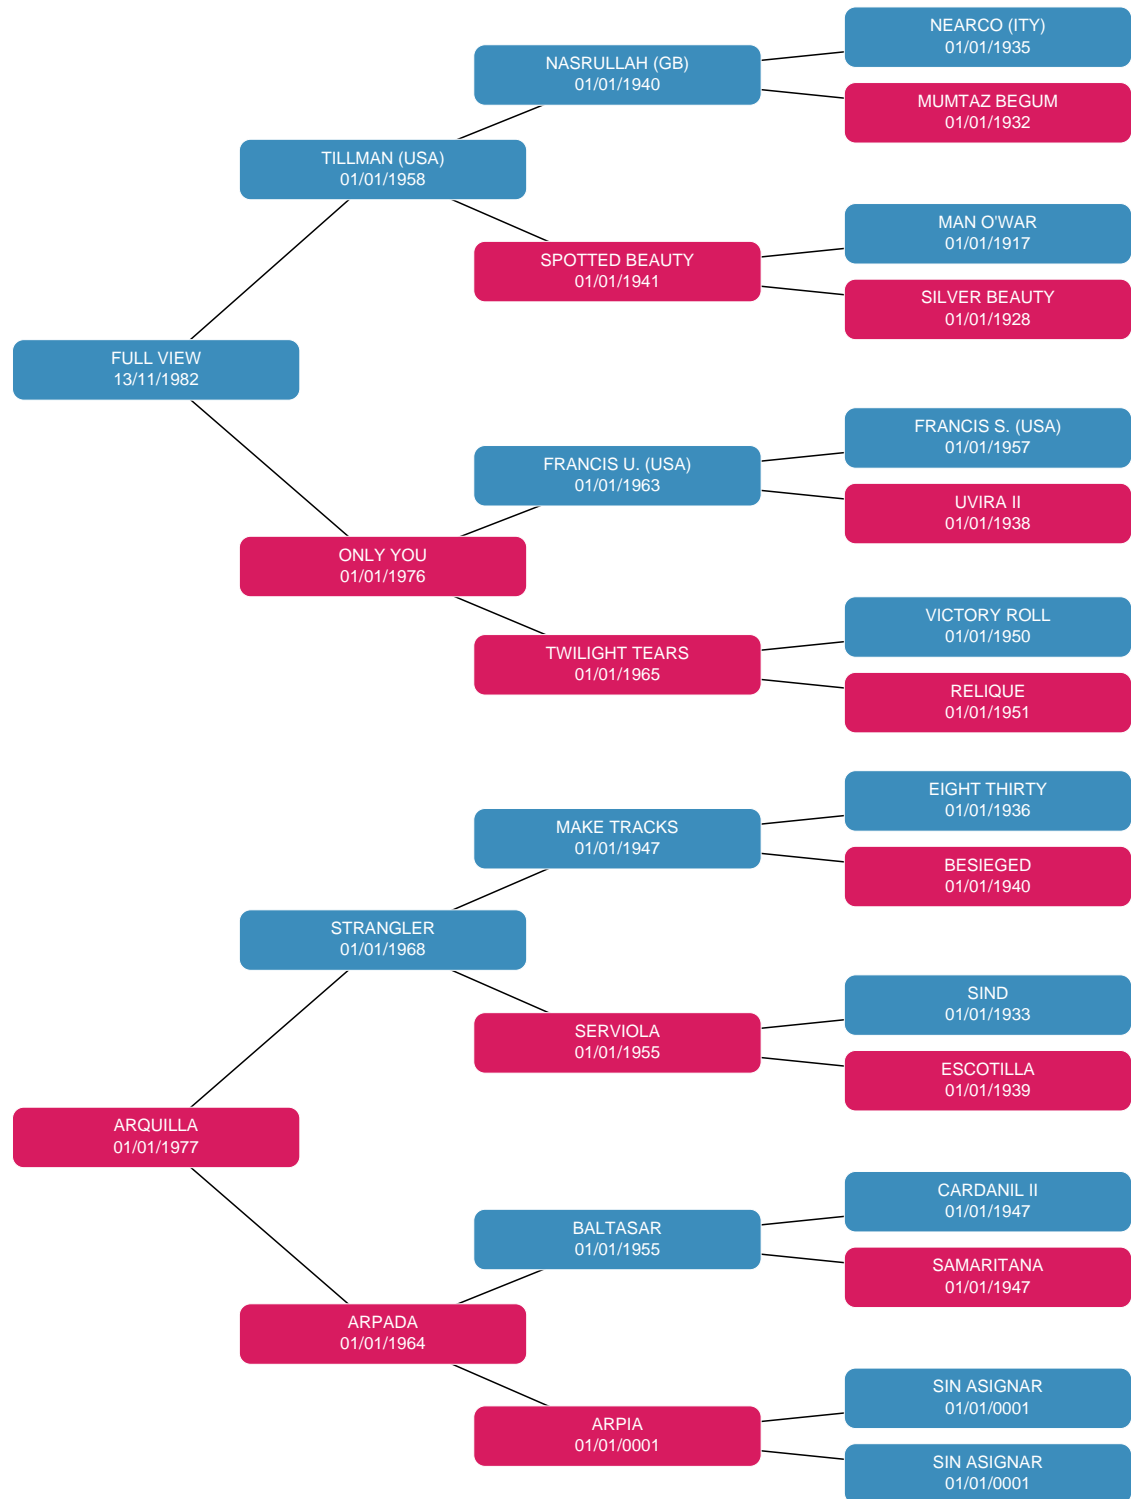 NEARCO (ITY)
01/01/1935
NASRULLAH (GB)
01/01/1940
MUMTAZ BEGUM
01/01/1932
TILLMAN (USA)
01/01/1958
MAN O'WAR
01/01/1917
SPOTTED BEAUTY
01/01/1941
SILVER BEAUTY
01/01/1928
FULL VIEW
13/11/1982
FRANCIS S. (USA)
01/01/1957
FRANCIS U. (USA)
01/01/1963
UVIRA II
01/01/1938
ONLY YOU
01/01/1976
VICTORY ROLL
01/01/1950
TWILIGHT TEARS
01/01/1965
RELIQUE
01/01/1951
EIGHT THIRTY
01/01/1936
MAKE TRACKS
01/01/1947
BESIEGED
01/01/1940
STRANGLER
01/01/1968
SIND
01/01/1933
SERVIOLA
01/01/1955
ESCOTILLA
01/01/1939
ARQUILLA
01/01/1977
CARDANIL II
01/01/1947
BALTASAR
01/01/1955
SAMARITANA
01/01/1947
ARPADA
01/01/1964
SIN ASIGNAR
01/01/0001
ARPIA
01/01/0001
SIN ASIGNAR
01/01/0001